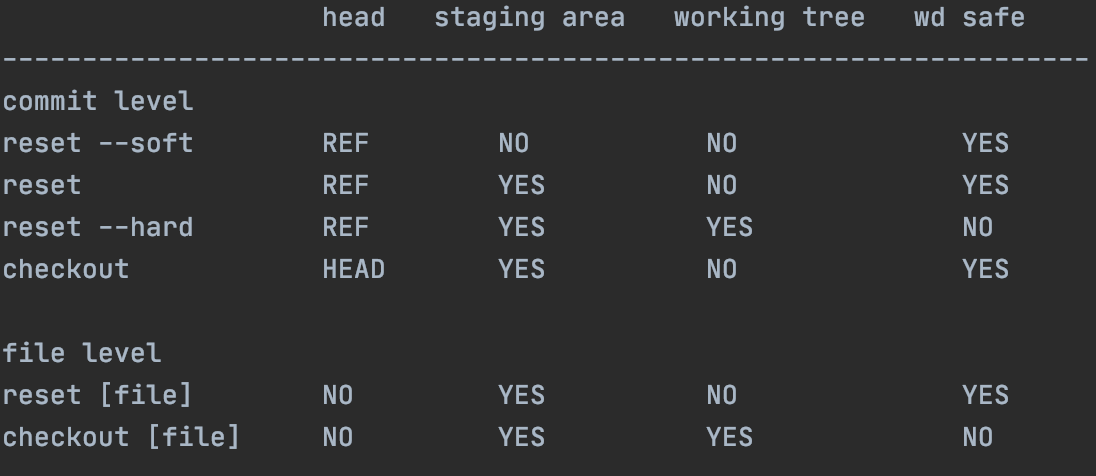 head staging area working tree wd safe
--------------------------------------------------------------------
commit level
reset --soft REF NO NO YES
reset REF YES NO YES
reset --hard REF YES YES NO
checkout HEAD YES NO YES
file level
reset [file] NO YES NO YES
checkout [file] NO YES YES NO